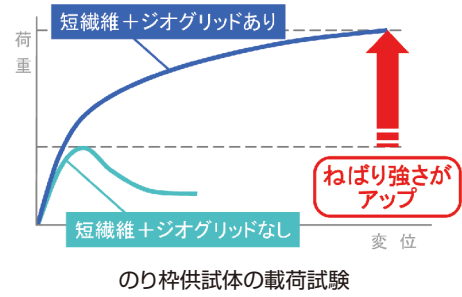 短繊維＋ジオグリッドあり
荷重
ねばり強さが
アップ
短繊維＋ジオグリッドなし
変位
のり枠供試体の載荷試験